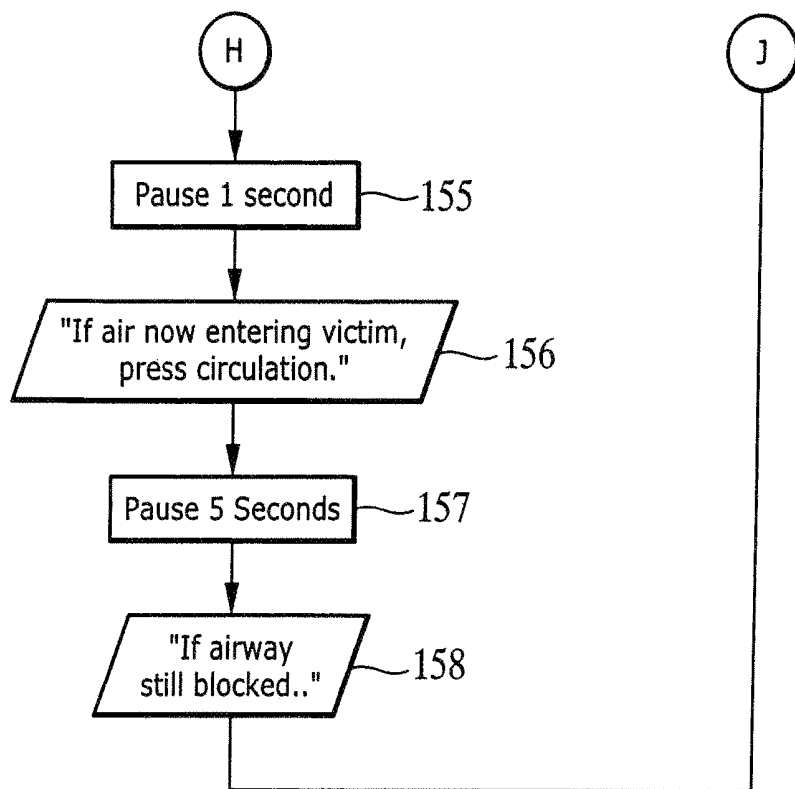 H
J
Pause 1 second
155
"If air now entering victim,
press circulation."
156
Pause 5 Seconds
157
"If airway
still blocked.."
158